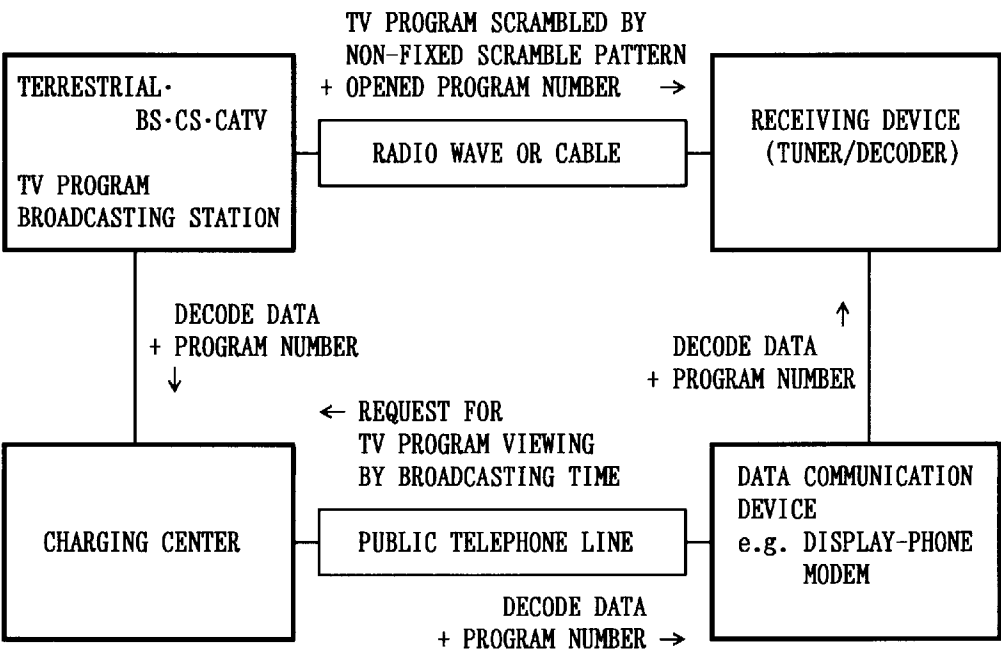 TV PROGRAM SCRAMBLED BY
NON-FIXED SCRAMBLE PATTERN
+ OPENED PROGRAM NUMBER →
TERRESTRIAL·
BS·CS·CATV
TV PROGRAM
BROADCASTING STATION
RADIO WAVE OR CABLE
RECEIVING DEVICE
(TUNER/DECODER)
DECODE DATA
+ PROGRAM NUMBER
↓
↑
DECODE DATA
+ PROGRAM NUMBER
← REQUEST FOR
TV PROGRAM VIEWING
BY BROADCASTING TIME
CHARGING CENTER
PUBLIC TELEPHONE LINE
DATA COMMUNICATION
DEVICE
e.g. DISPLAY-PHONE
MODEM
DECODE DATA
+ PROGRAM NUMBER →